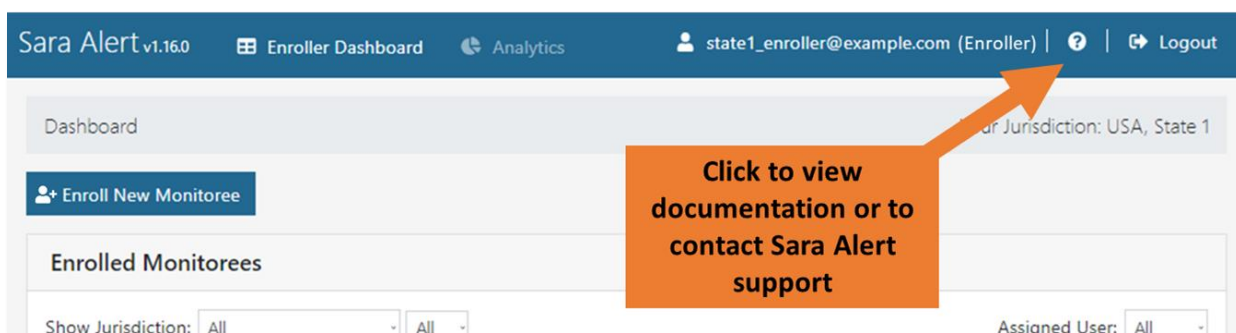 Sara Alert v1.16.0 Enroller Dashboard Analytics state1_enroller@example.com (Enroller) | ? | Logout
Dashboard
Jurisdiction: USA, State 1
Enroll New Monitoree
Click to view
documentation or to
contact Sara Alert
support
Enrolled Monitorees
Show Jurisdiction: All All
Assigned User: All